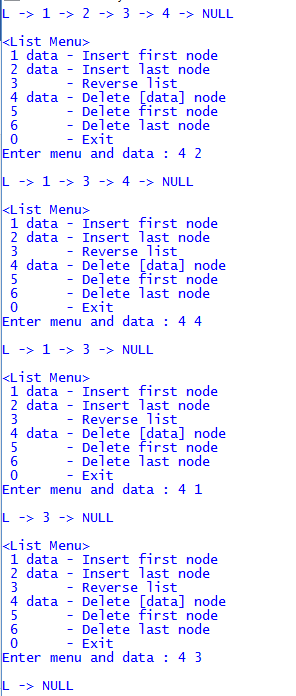 L -> 1 -> 2 -> 3 -> 4 -> NULL
<List Menu>
1 data - Insert first node
2 data - Insert last node
3      - Reverse list
4 data - Delete [data] node
5      - Delete first node
6      - Delete last node
0      - Exit
Enter menu and data : 4 2
L -> 1 -> 3 -> 4 -> NULL
<List Menu>
1 data - Insert first node
2 data - Insert last node
3      - Reverse list
4 data - Delete [data] node
5      - Delete first node
6      - Delete last node
0      - Exit
Enter menu and data : 4 4
L -> 1 -> 3 -> NULL
<List Menu>
1 data - Insert first node
2 data - Insert last node
3      - Reverse list
4 data - Delete [data] node
5      - Delete first node
6      - Delete last node
0      - Exit
Enter menu and data : 4 1
L -> 3 -> NULL
<List Menu>
1 data - Insert first node
2 data - Insert last node
3      - Reverse list
4 data - Delete [data] node
5      - Delete first node
6      - Delete last node
0      - Exit
Enter menu and data : 4 3
L -> NULL